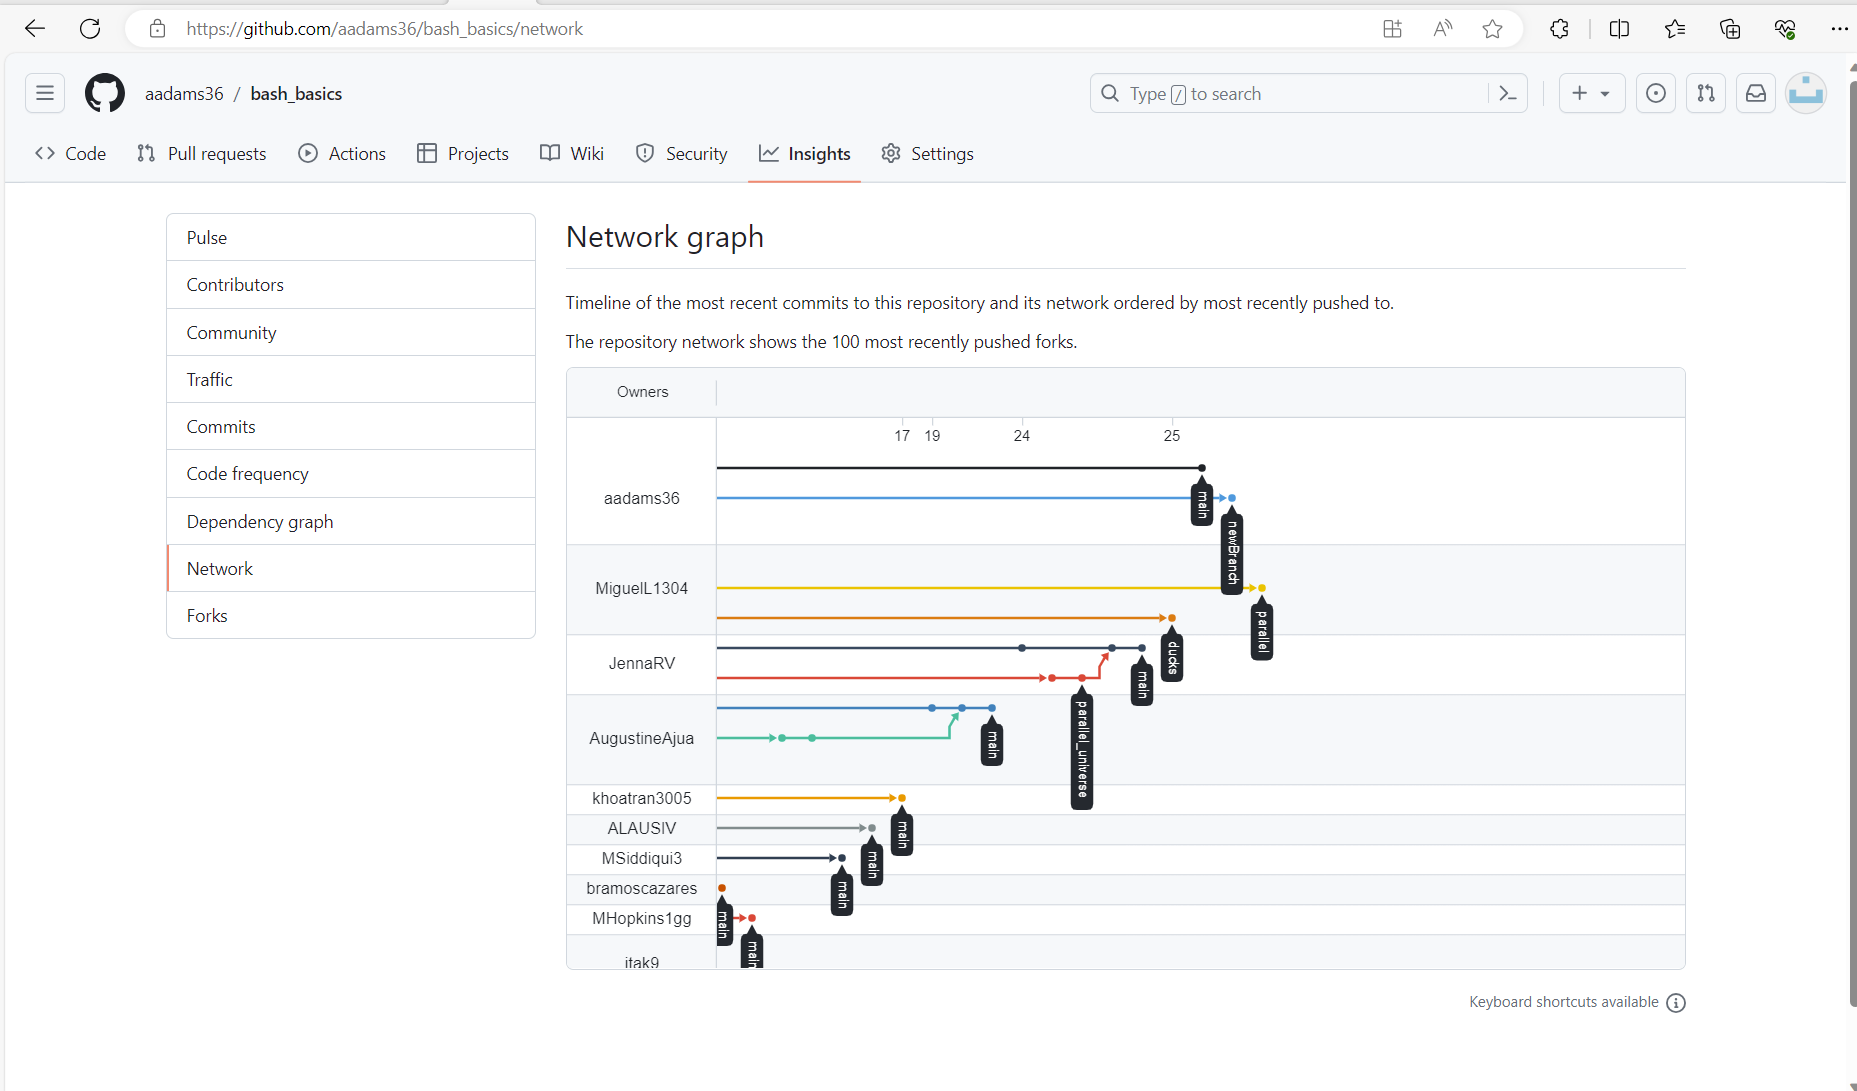 https://github.com/aadams36/bash_basics/network
aadams36 / bash_basics
Type / to search
Code
Pull requests
Actions
Projects
Wiki
Security
Insights
Settings
Pulse
Contributors
Community
Traffic
Commits
Code frequency
Dependency graph
Network
Forks
Network graph
Timeline of the most recent commits to this repository and its network ordered by most recently pushed to.
The repository network shows the 100 most recently pushed forks.
Owners
17 19 24 25
aadams36
main
newBranch
MiguelL1304
parallel
ducks
JennaRV
main
parallel_universe
AugustineAjua
main
khoatran3005
main
ALAUSIV
main
MSiddiqui3
main
bramoscazares
main
MHopkins1gg
main
itak9
Keyboard shortcuts available